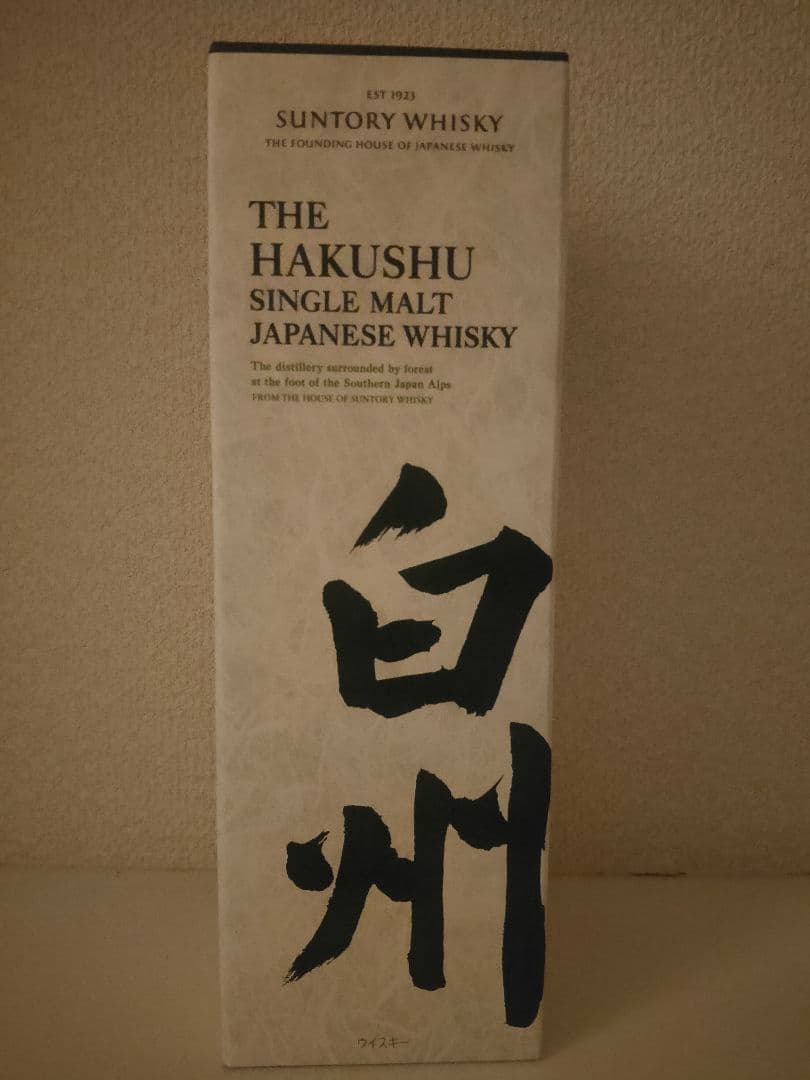 EST 1923
SUNTORY WHISKY
THE FOUNDING HOUSE OF JAPANESE WHISKY
THE
HAKUSHU
SINGLE MALT
JAPANESE WHISKY
The distillery surrounded by forest
at the foot of the Southern Japan Alps
FROM THE HOUSE OF SUNTORY WHISKY
白
州
ウイスキー